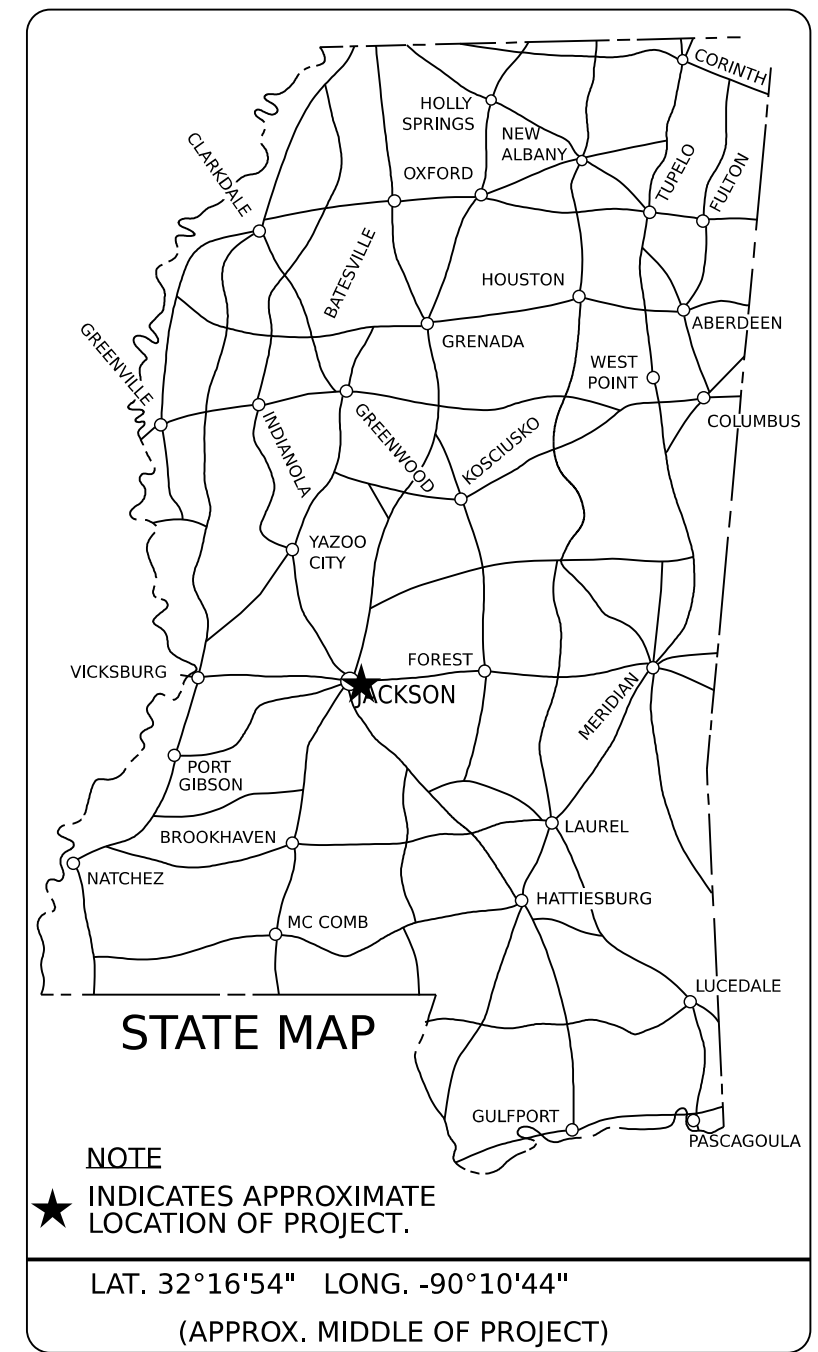 CORINTH
HOLLY
SPRINGS
NEW
ALBANY
CLARKDALE
OXFORD
TUPELO
FULTON
BATESVILLE
HOUSTON
ABERDEEN
GREENVILLE
GRENADA
WEST
POINT
COLUMBUS
INDIANOLA
GREENWOOD
KOSCIUSKO
YAZOO
CITY
VICKSBURG
FOREST
JACKSON
MERIDIAN
PORT
GIBSON
BROOKHAVEN
LAUREL
NATCHEZ
HATTIESBURG
MC COMB
LUCEDALE
STATE MAP
GULFPORT
PASCAGOULA
NOTE
INDICATES APPROXIMATE
LOCATION OF PROJECT.
LAT. 32°16'54" LONG. -90°10'44"
(APPROX. MIDDLE OF PROJECT)